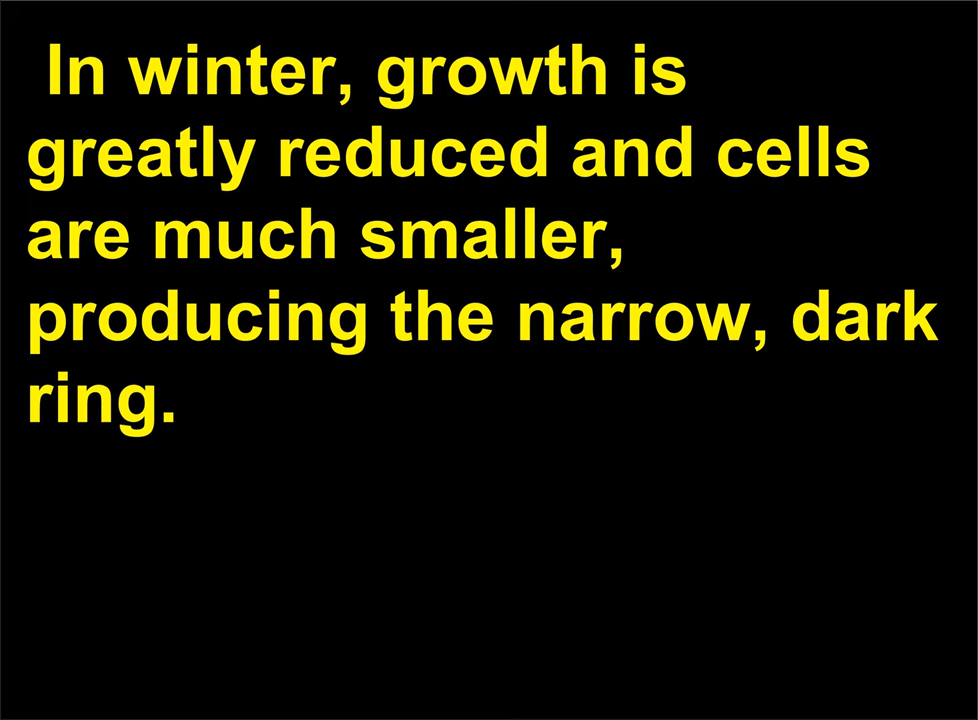 In winter, growth is
greatly reduced and cells
are much smaller,
producing the narrow, dark
ring.